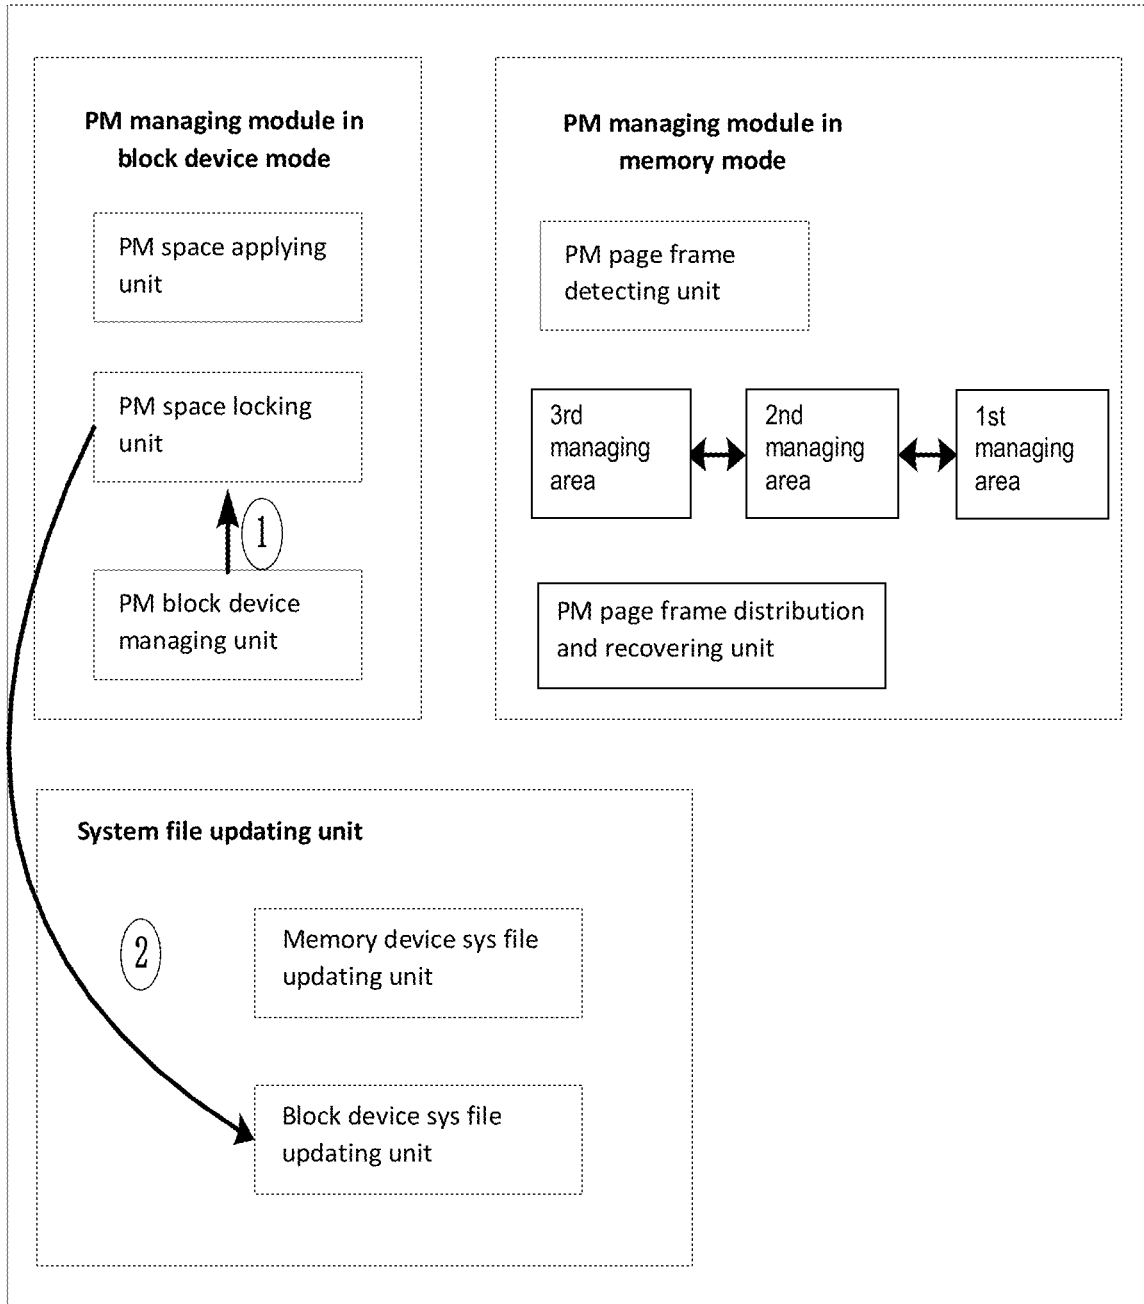 PM managing module in
block device mode
PM space applying
unit
PM space locking
unit
1
PM block device
managing unit
PM managing module in
memory mode
PM page frame
detecting unit
3rd
managing
area
2nd
managing
area
1st
managing
area
PM page frame distribution
and recovering unit
System file updating unit
2
Memory device sys file
updating unit
Block device sys file
updating unit